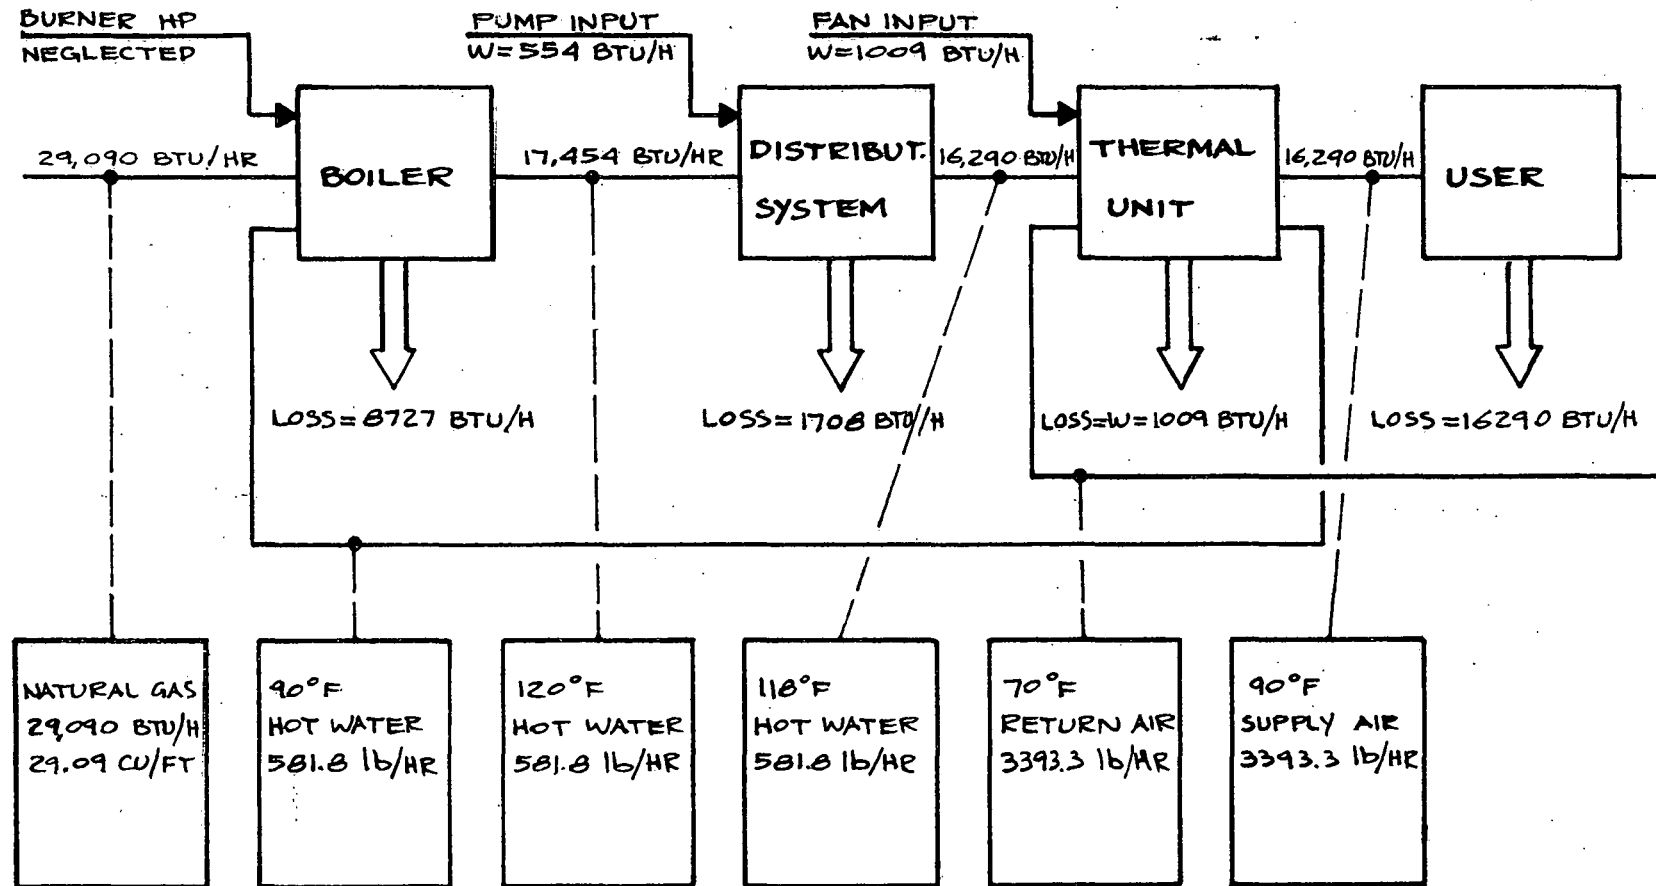 BURNER HP
NEGLECTED
PUMP INPUT
W=554 BTU/H
FAN INPUT
W=1009 BTU/H
29,090 BTU/HR
BOILER
17,454 BTU/HR
DISTRIBUT.
SYSTEM
16,290 BTU/H
THERMAL
UNIT
16,290 BTU/H
USER
LOSS=8727 BTU/H
LOSS=1708 BTU/H
LOSS=W=1009 BTU/H
LOSS=16290 BTU/H
NATURAL GAS
29,090 BTU/H
29.09 CU/FT
90°F
HOT WATER
581.8 lb/HR
120°F
HOT WATER
581.8 lb/HR
118°F
HOT WATER
581.8 lb/HR
70°F
RETURN AIR
3393.3 lb/HR
90°F
SUPPLY AIR
3393.3 lb/HR